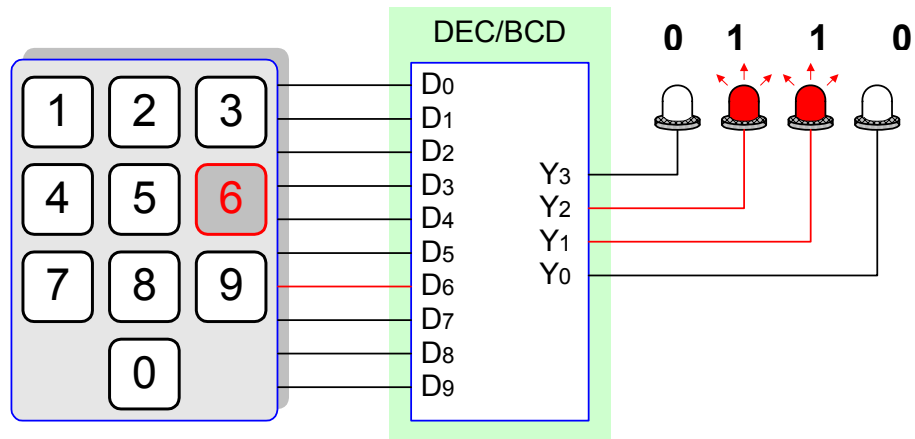 DEC/BCD
0 1 1 0
1 2 3
4 5 6
7 8 9
0
D0
D1
D2
D3
D4
D5
D6
D7
D8
D9
Y3
Y2
Y1
Y0